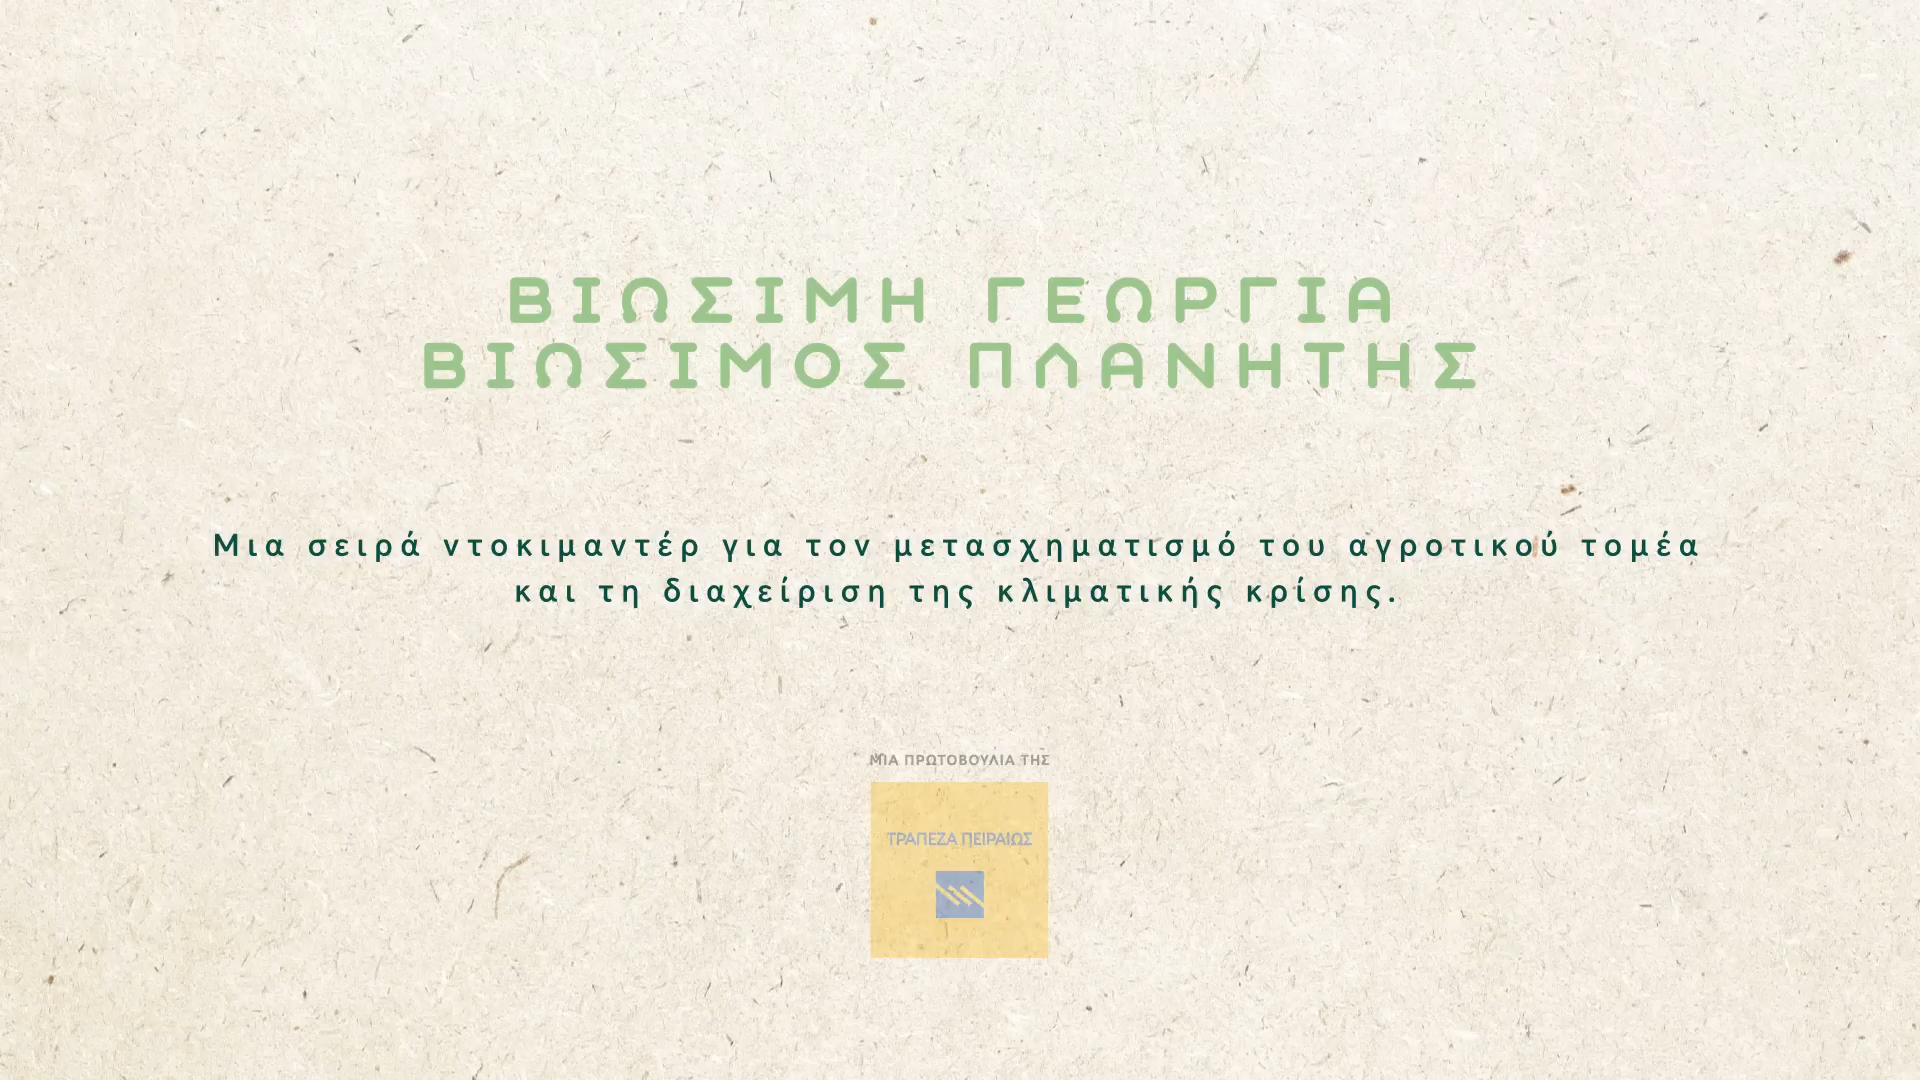 ΒΙΩΣΙΜΗ ΓΕΩΡΓΙΑ
ΒΙΩΣΙΜΟΣ ΠΛΑΝΗΤΗΣ
Μια σειρά ντοκιμαντέρ για τον μετασχηματισμό του αγροτικού τομέα
και τη διαχείριση της κλιματικής κρίσης.
ΜΙΑ ΠΡΩΤΟΒΟΥΛΙΑ ΤΗΣ
ΤΡΑΠΕΖΑ ΠΕΙΡΑΙΩΣ